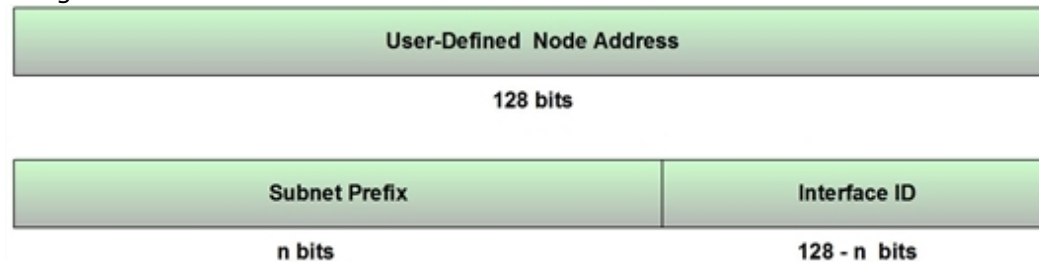 User-Defined Node Address
128 bits
Subnet Prefix Interface ID
n bits 128 - n bits